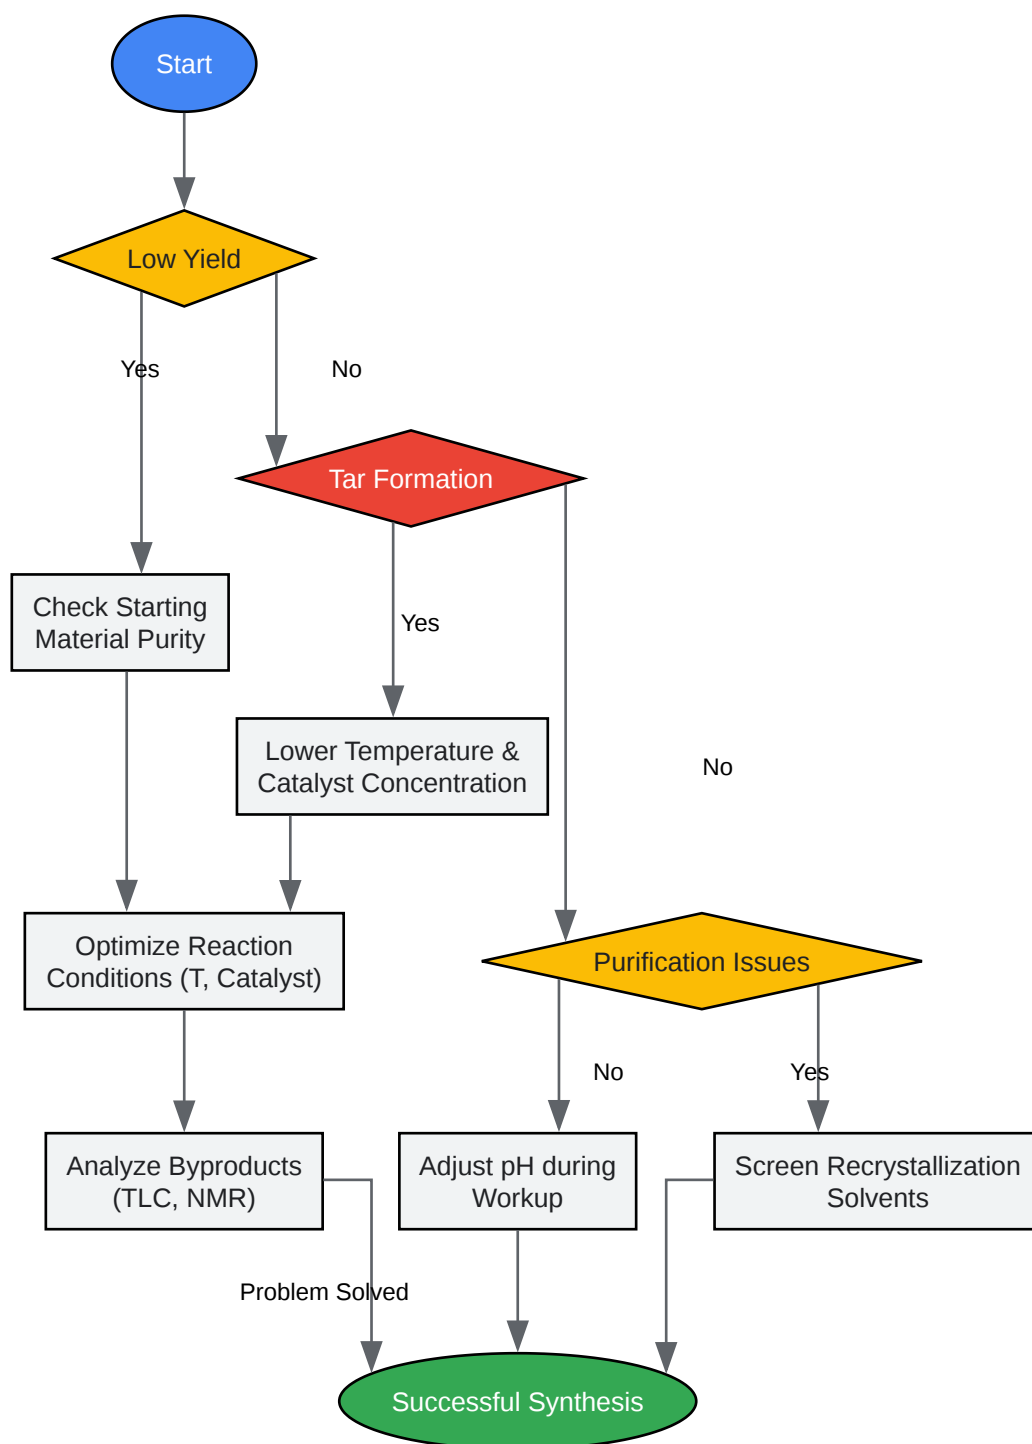 Start
Low Yield
Yes
No
Tar Formation
Check Starting
Material Purity
Yes
Lower Temperature &
Catalyst Concentration
No
Optimize Reaction
Conditions (T, Catalyst)
Purification Issues
No
Yes
Analyze Byproducts
(TLC, NMR)
Adjust pH during
Workup
Screen Recrystallization
Solvents
Problem Solved
Successful Synthesis